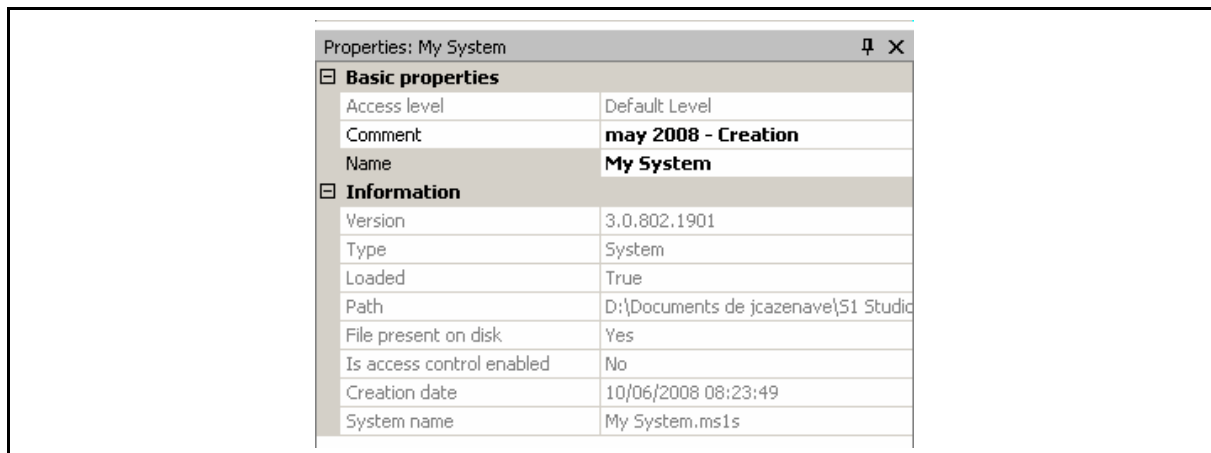 Properties: My System
Basic properties
Access level Default Level
Comment may 2008 - Creation
Name My System
Information
Version 3.0.802.1901
Type System
Loaded True
Path D:\Documents de jcazenave\S1 Studio
File present on disk Yes
Is access control enabled No
Creation date 10/06/2008 08:23:49
System name My System.ms1s